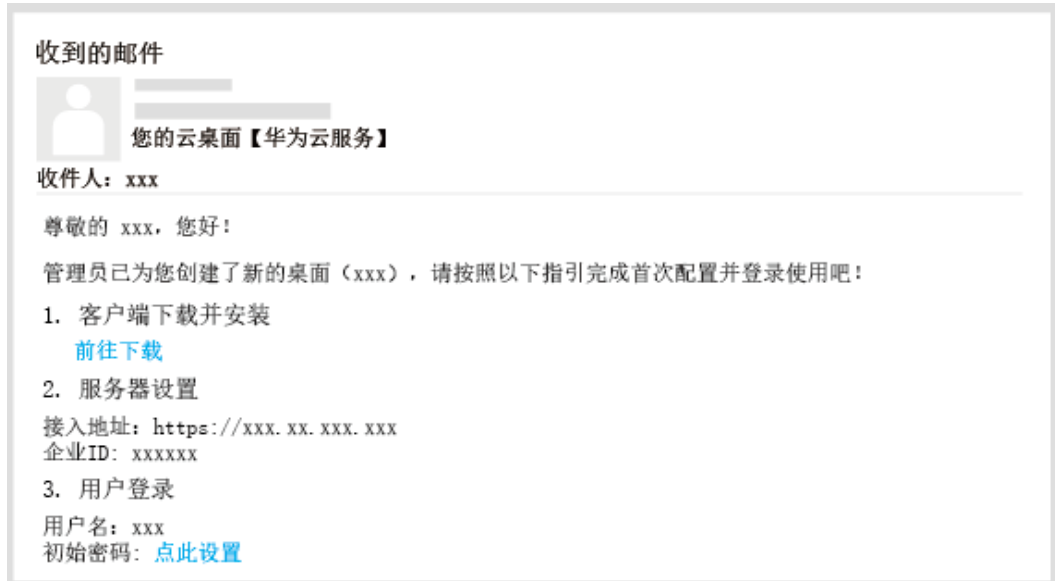 收到的邮件
您的云桌面【华为云服务】
收件人：xxx
尊敬的 xxx，您好！
管理员已为您创建了新的桌面（xxx），请按照以下指引完成首次配置并登录使用吧！
1. 客户端下载并安装
前往下载
2. 服务器设置
接入地址：https://xxx.xx.xxx.xxx
企业ID: xxxxxx
3. 用户登录
用户名：xxx
初始密码: 点此设置